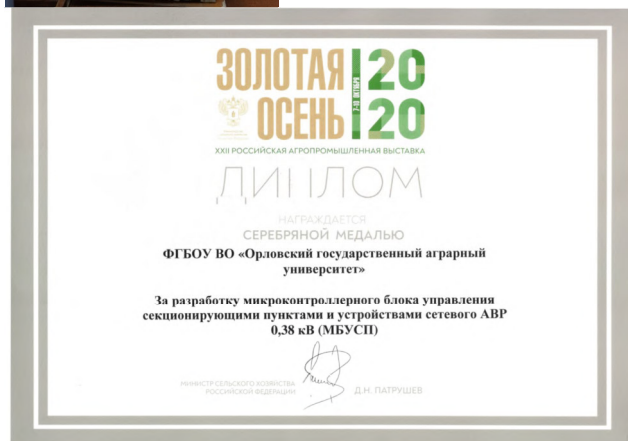 ЗОЛОТАЯ
ОСЕНЬ
7-10 ОКТЯБРЯ
20
20
XXII РОССИЙСКАЯ АГРОПРОМЫШЛЕННАЯ ВЫСТАВКА
ДИПЛОМ
НАГРАЖДАЕТСЯ
СЕРЕБРЯНОЙ МЕДАЛЬЮ
ФГБОУ ВО «Орловский государственный аграрный
университет»
За разработку микроконтроллерного блока управления
секционирующими пунктами и устройствами сетевого АВР
0,38 кВ (МБУСП)
МИНИСТР СЕЛЬСКОГО ХОЗЯЙСТВА
РОССИЙСКОЙ ФЕДЕРАЦИИ
Д.Н. ПАТРУШЕВ